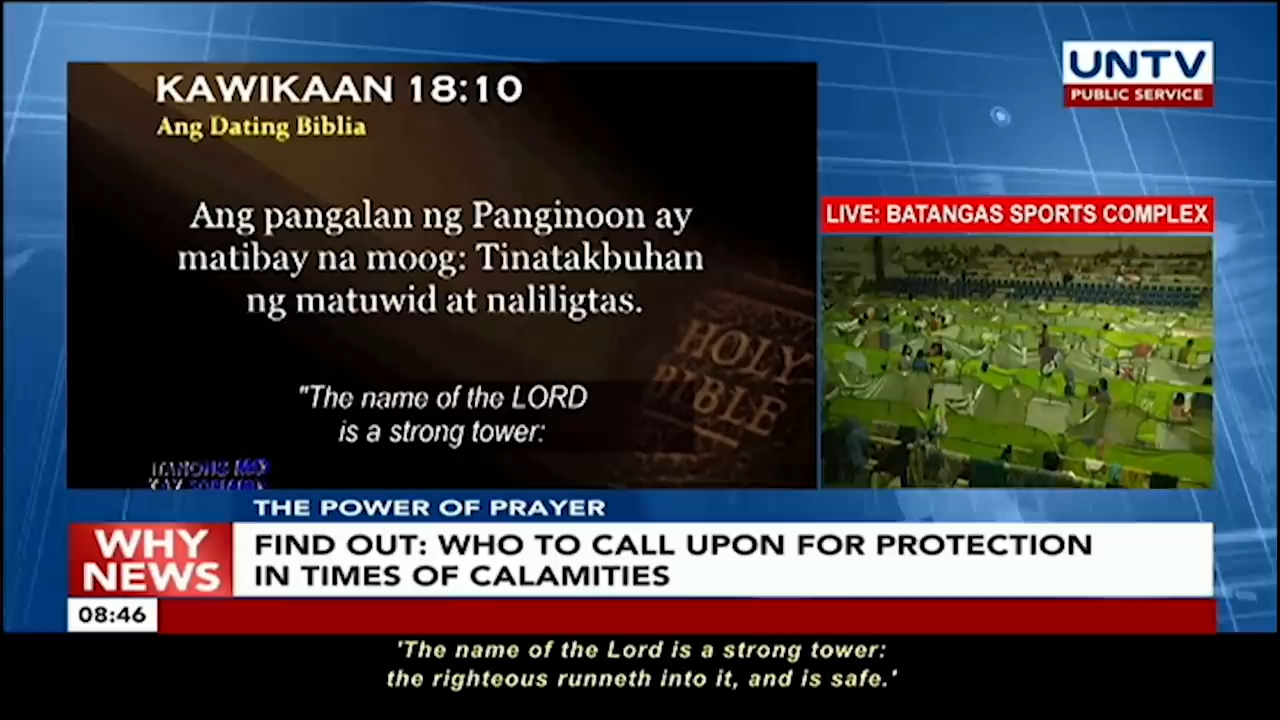 KAWIKAAN 18:10
Ang Dating Biblia
Ang pangalan ng Panginoon ay
matibay na moog: Tinatakbuhan
ng matuwid at naliligtas.
HOLY
BIBLE
"The name of the LORD
is a strong tower:
UNTV
PUBLIC SERVICE
LIVE: BATANGAS SPORTS COMPLEX
THE POWER OF PRAYER
WHY
NEWS
FIND OUT: WHO TO CALL UPON FOR PROTECTION
IN TIMES OF CALAMITIES
08:46
'The name of the Lord is a strong tower:
the righteous runneth into it, and is safe.'